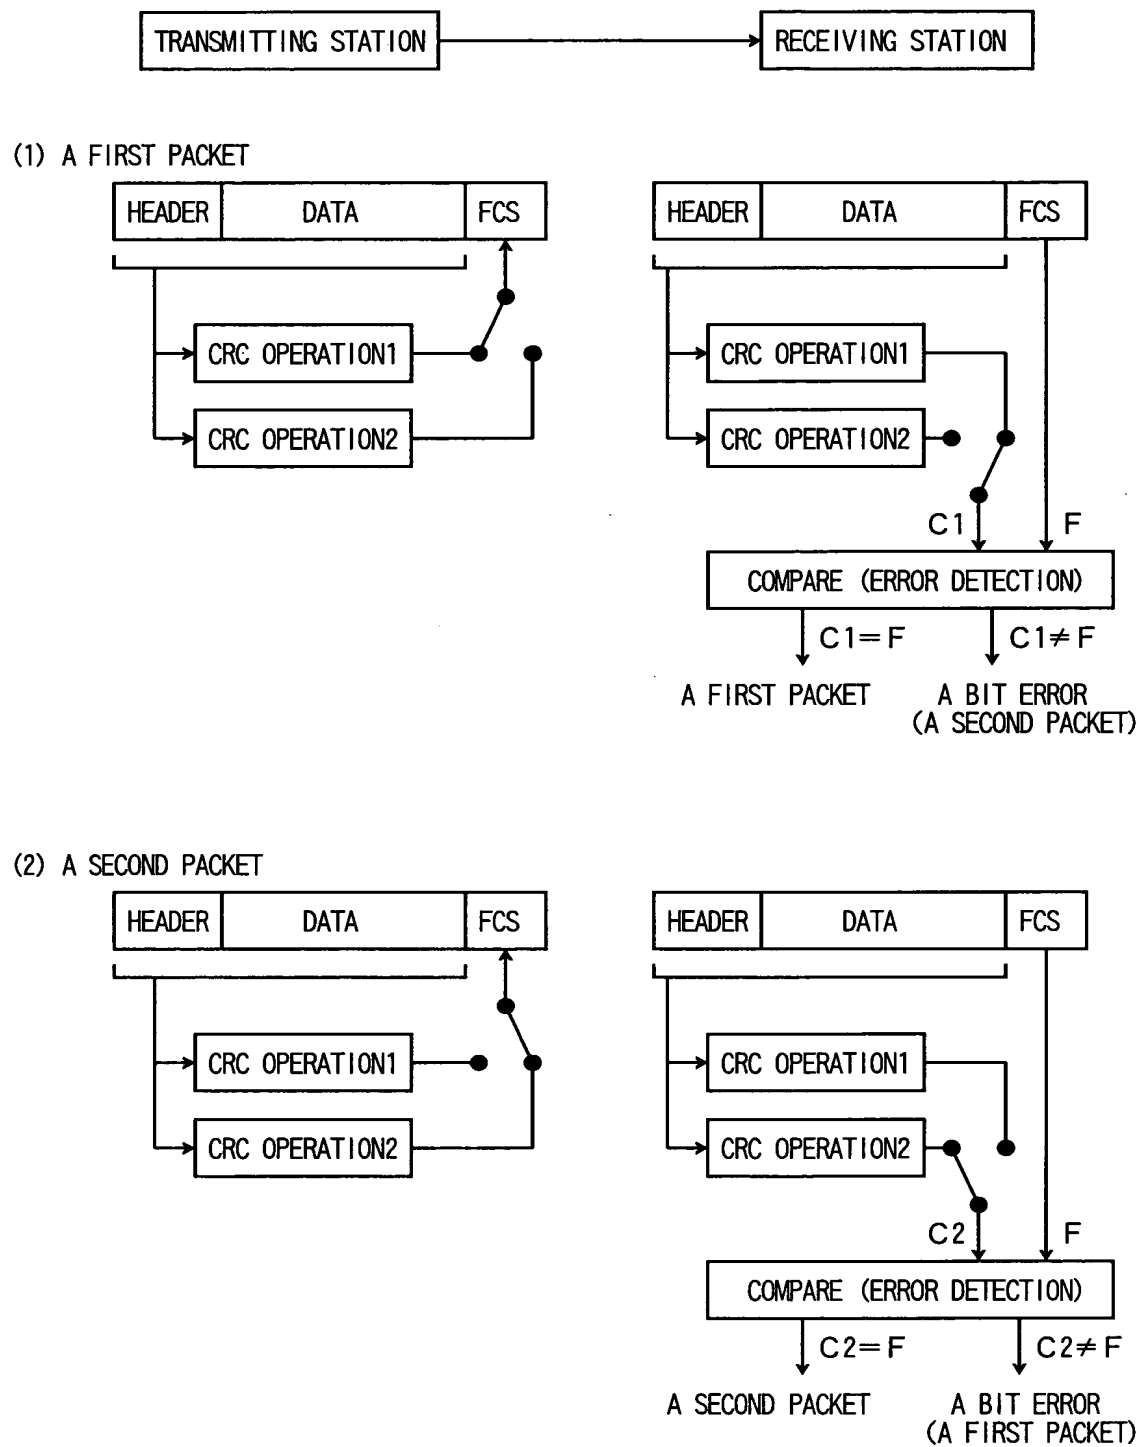 TRANSMITTING STATION
RECEIVING STATION
(1) A FIRST PACKET
HEADER DATA FCS
HEADER DATA FCS
CRC OPERATION1
CRC OPERATION1
CRC OPERATION2
CRC OPERATION2
C1 F
COMPARE (ERROR DETECTION)
C1=F C1≠F
A FIRST PACKET
A BIT ERROR
(A SECOND PACKET)
(2) A SECOND PACKET
HEADER DATA FCS
HEADER DATA FCS
CRC OPERATION1
CRC OPERATION1
CRC OPERATION2
CRC OPERATION2
C2 F
COMPARE (ERROR DETECTION)
C2=F C2≠F
A SECOND PACKET
A BIT ERROR
(A FIRST PACKET)